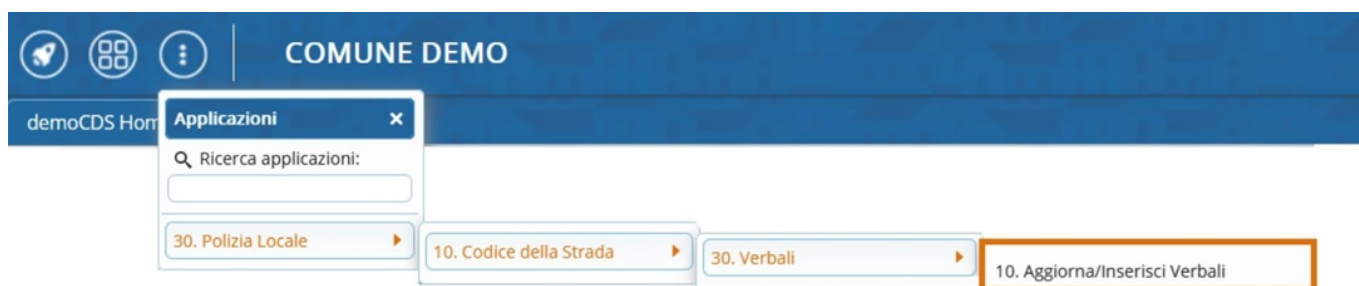 COMUNE DEMO
demoCDS Hom
Applicazioni
Ricerca applicazioni:
30. Polizia Locale
10. Codice della Strada
30. Verbali
10. Aggiorna/Inserisci Verbali